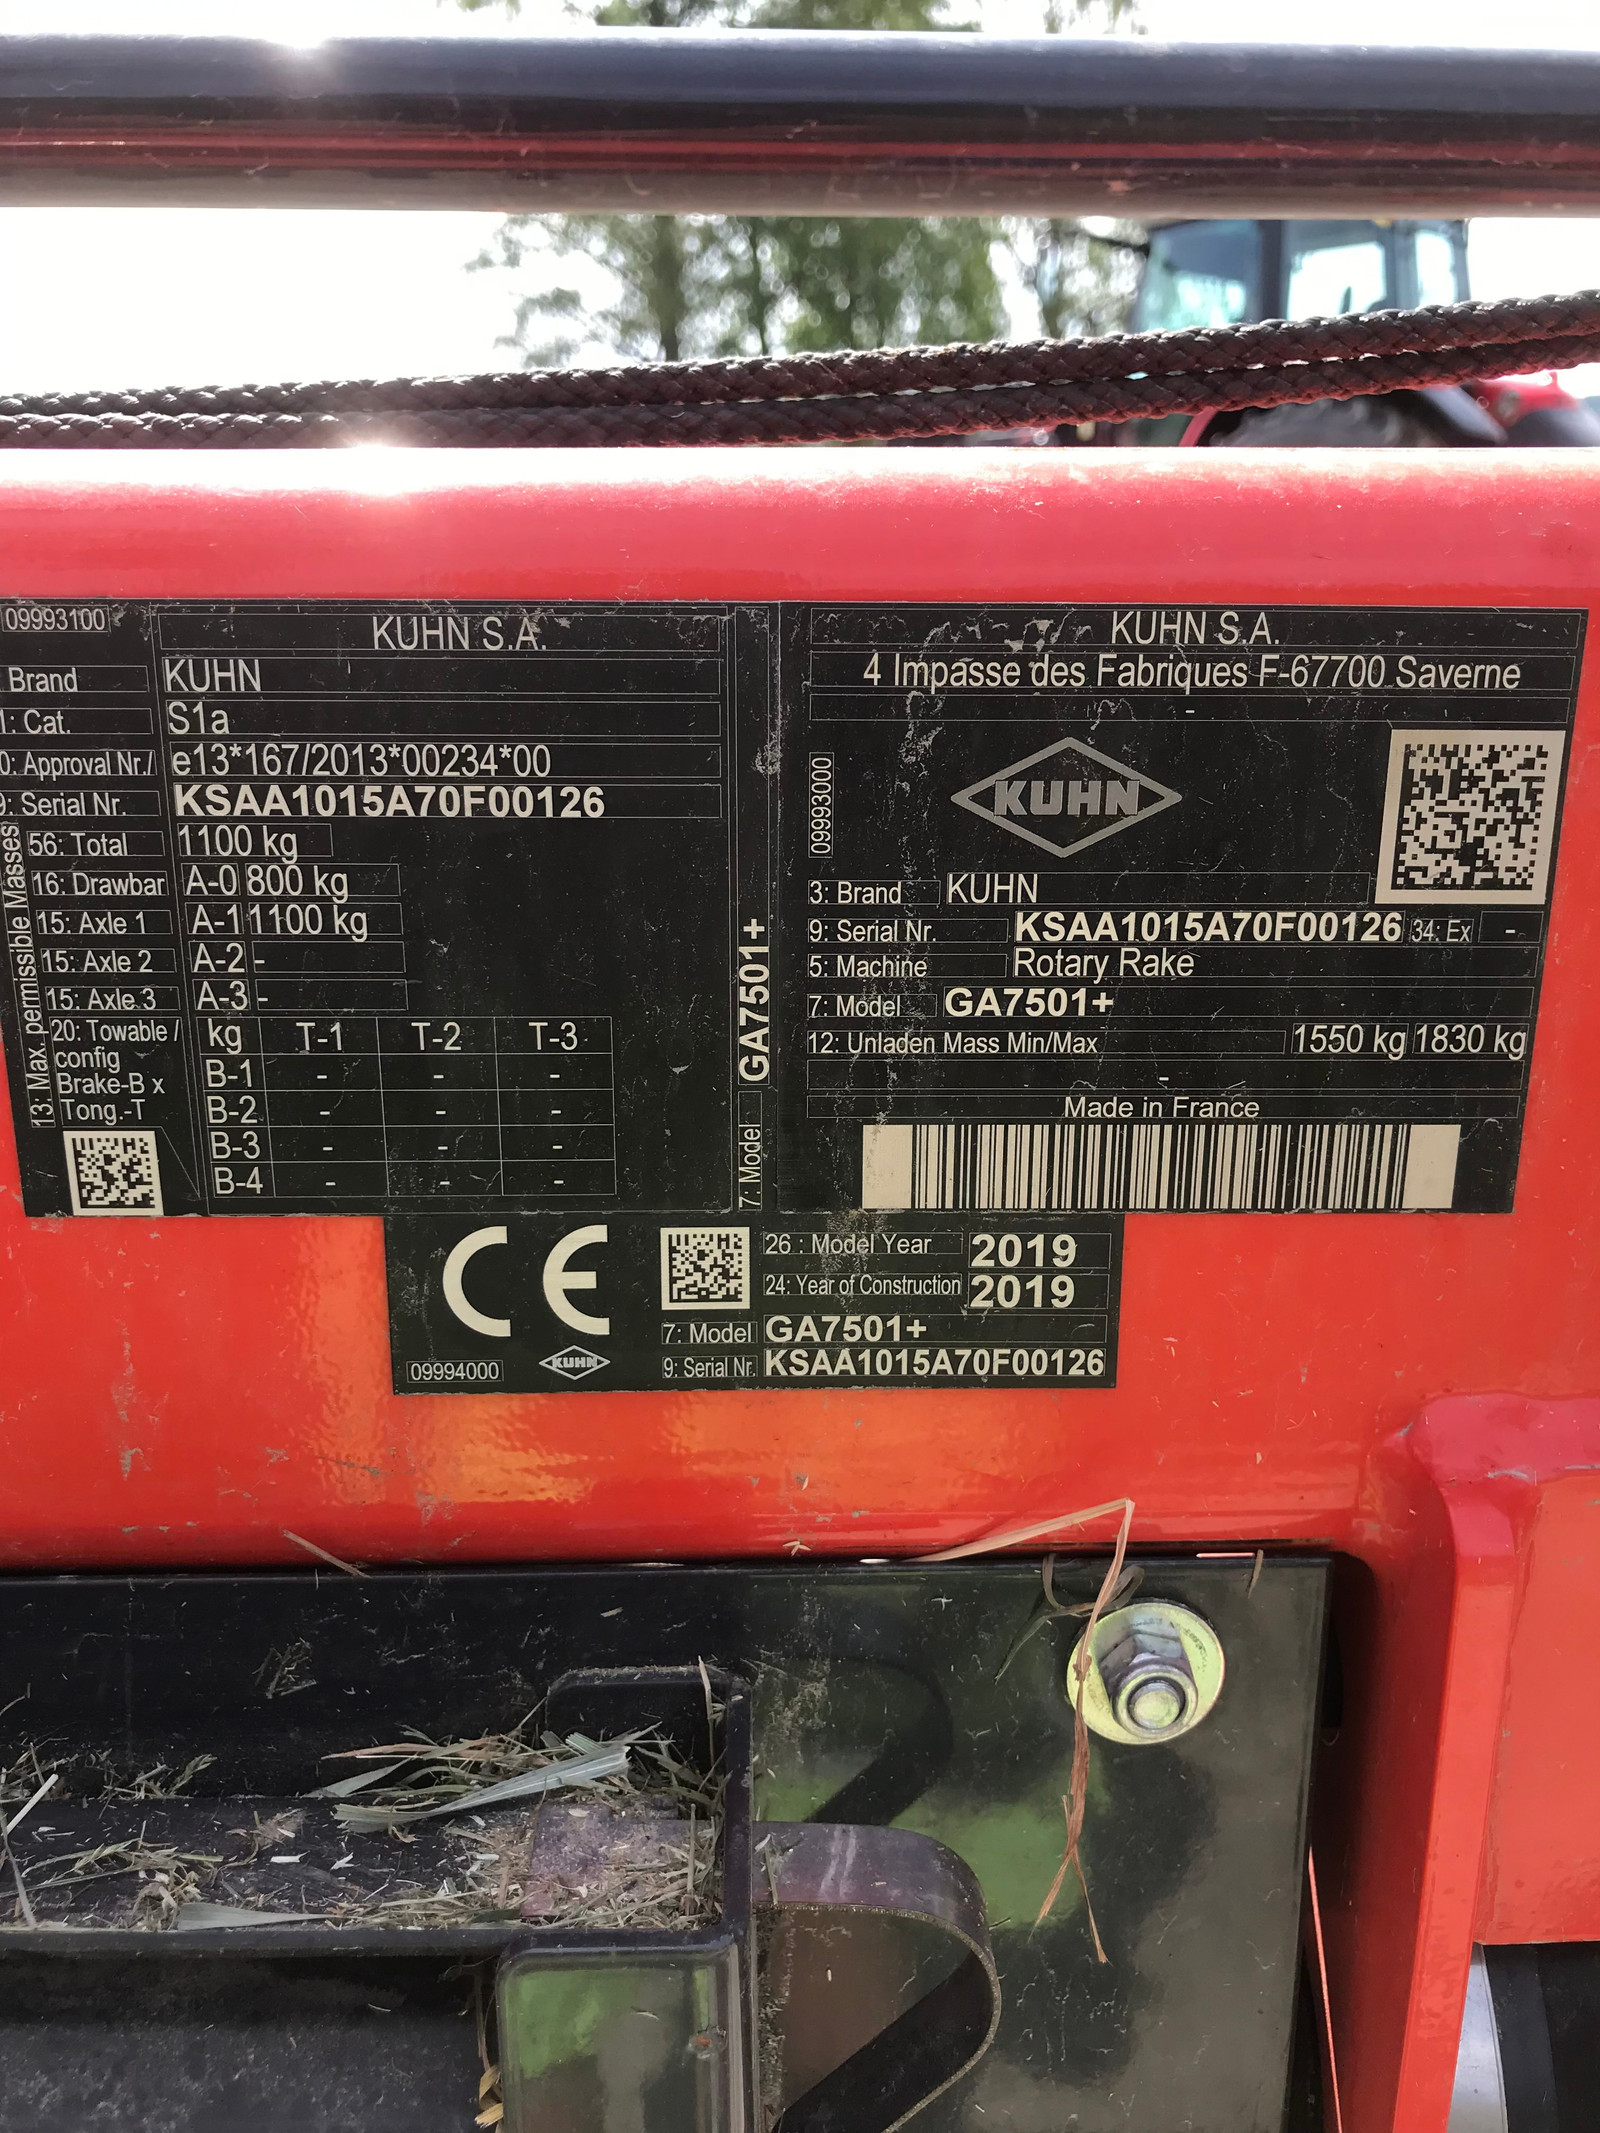 09993100
KUHN S.A.
Brand KUHN
1: Cat. S1a
0: Approval Nr./ e13*167/2013*00234*00
9: Serial Nr. KSAA1015A70F00126
13: Max. permissible Masses
56: Total 1100 kg
16: Drawbar A-0 800 kg
15: Axle 1 A-1 1100 kg
15: Axle 2 A-2 -
15: Axle 3 A-3 -
20: Towable / kg T-1 T-2 T-3
config
Brake-B x B-1 - - -
Tong.-T B-2 - - -
B-3 - - -
B-4 - - -
7: Model GA7501+
KUHN S.A.
4 Impasse des Fabriques F-67700 Saverne
-
09993000
KUHN
3: Brand KUHN
9: Serial Nr. KSAA1015A70F00126 34: Ex -
5: Machine Rotary Rake
7: Model GA7501+
12: Unladen Mass Min/Max 1550 kg 1830 kg
-
Made in France
CE
26 : Model Year 2019
24: Year of Construction 2019
7: Model GA7501+
9: Serial Nr. KSAA1015A70F00126
09994000
KUHN